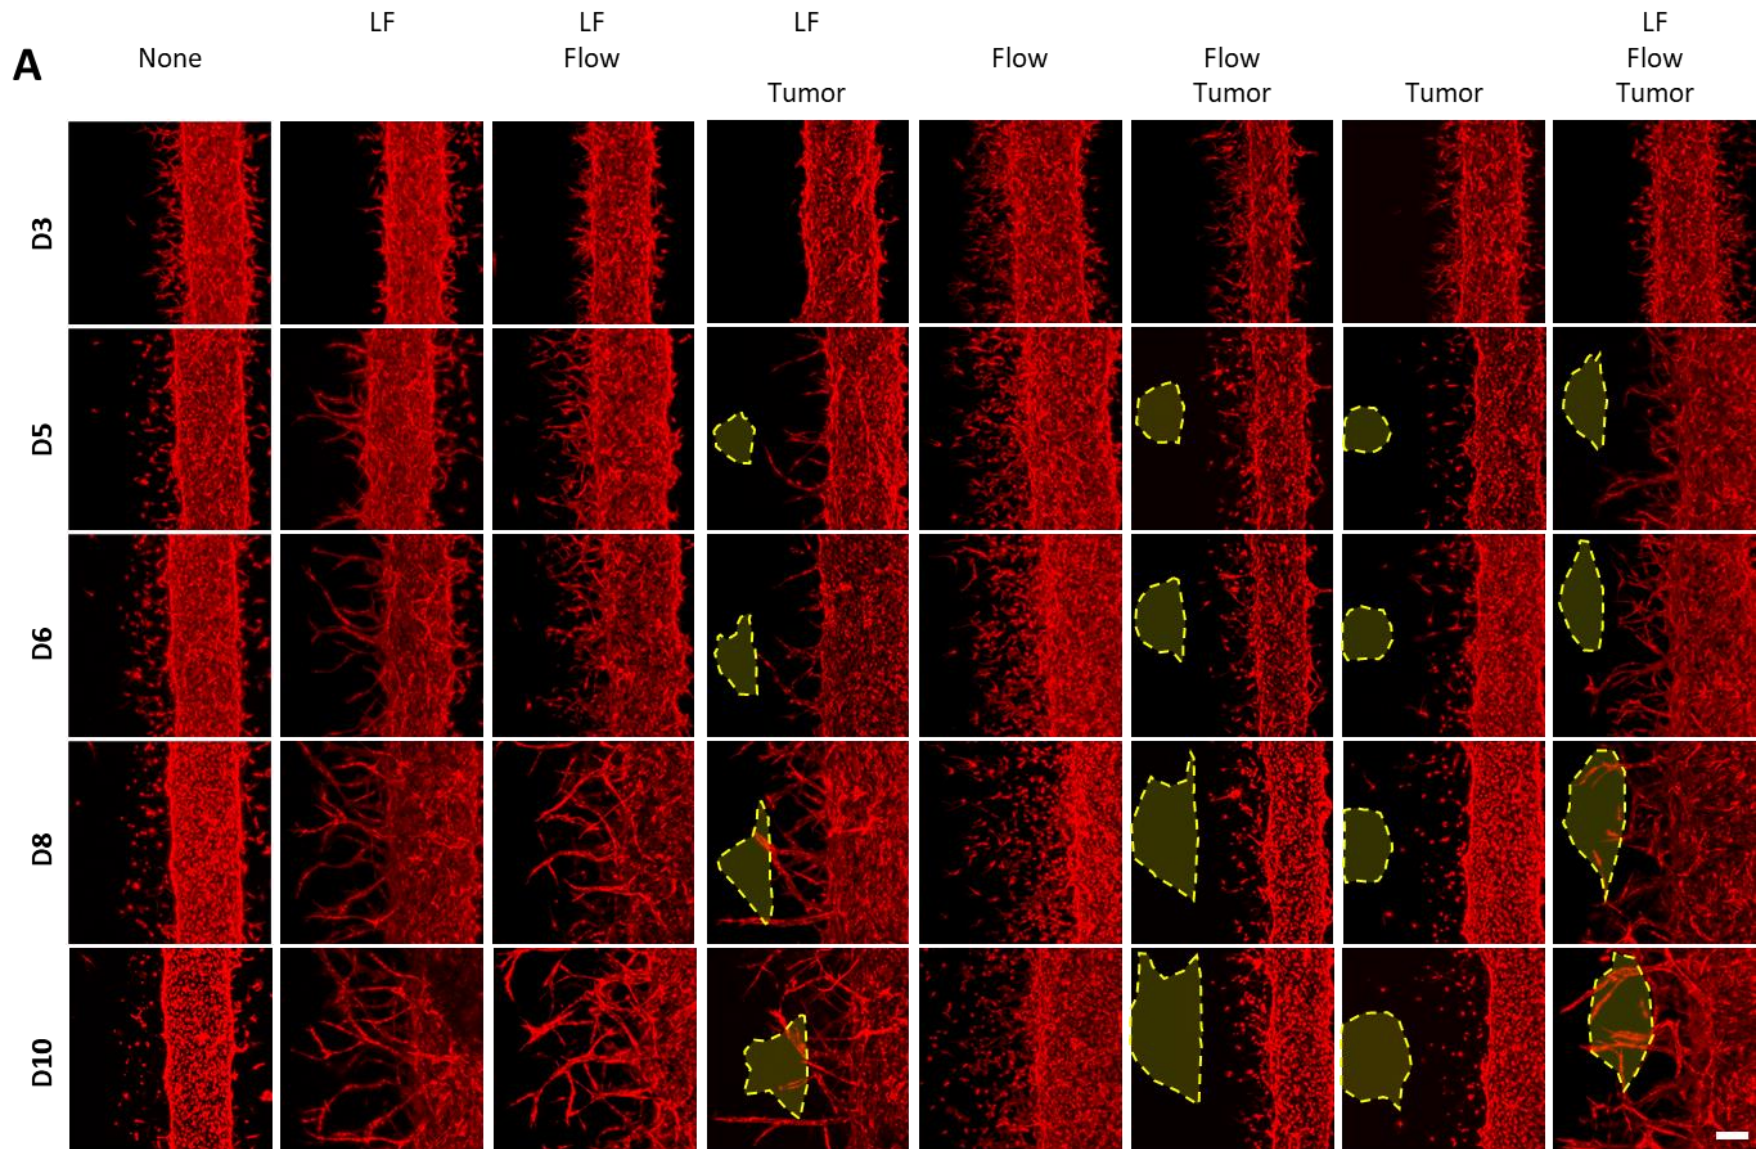 LF LF LF LF
A None Flow Flow Flow Flow
Tumor Tumor Tumor Tumor
D3
D5
D6
D8
D10